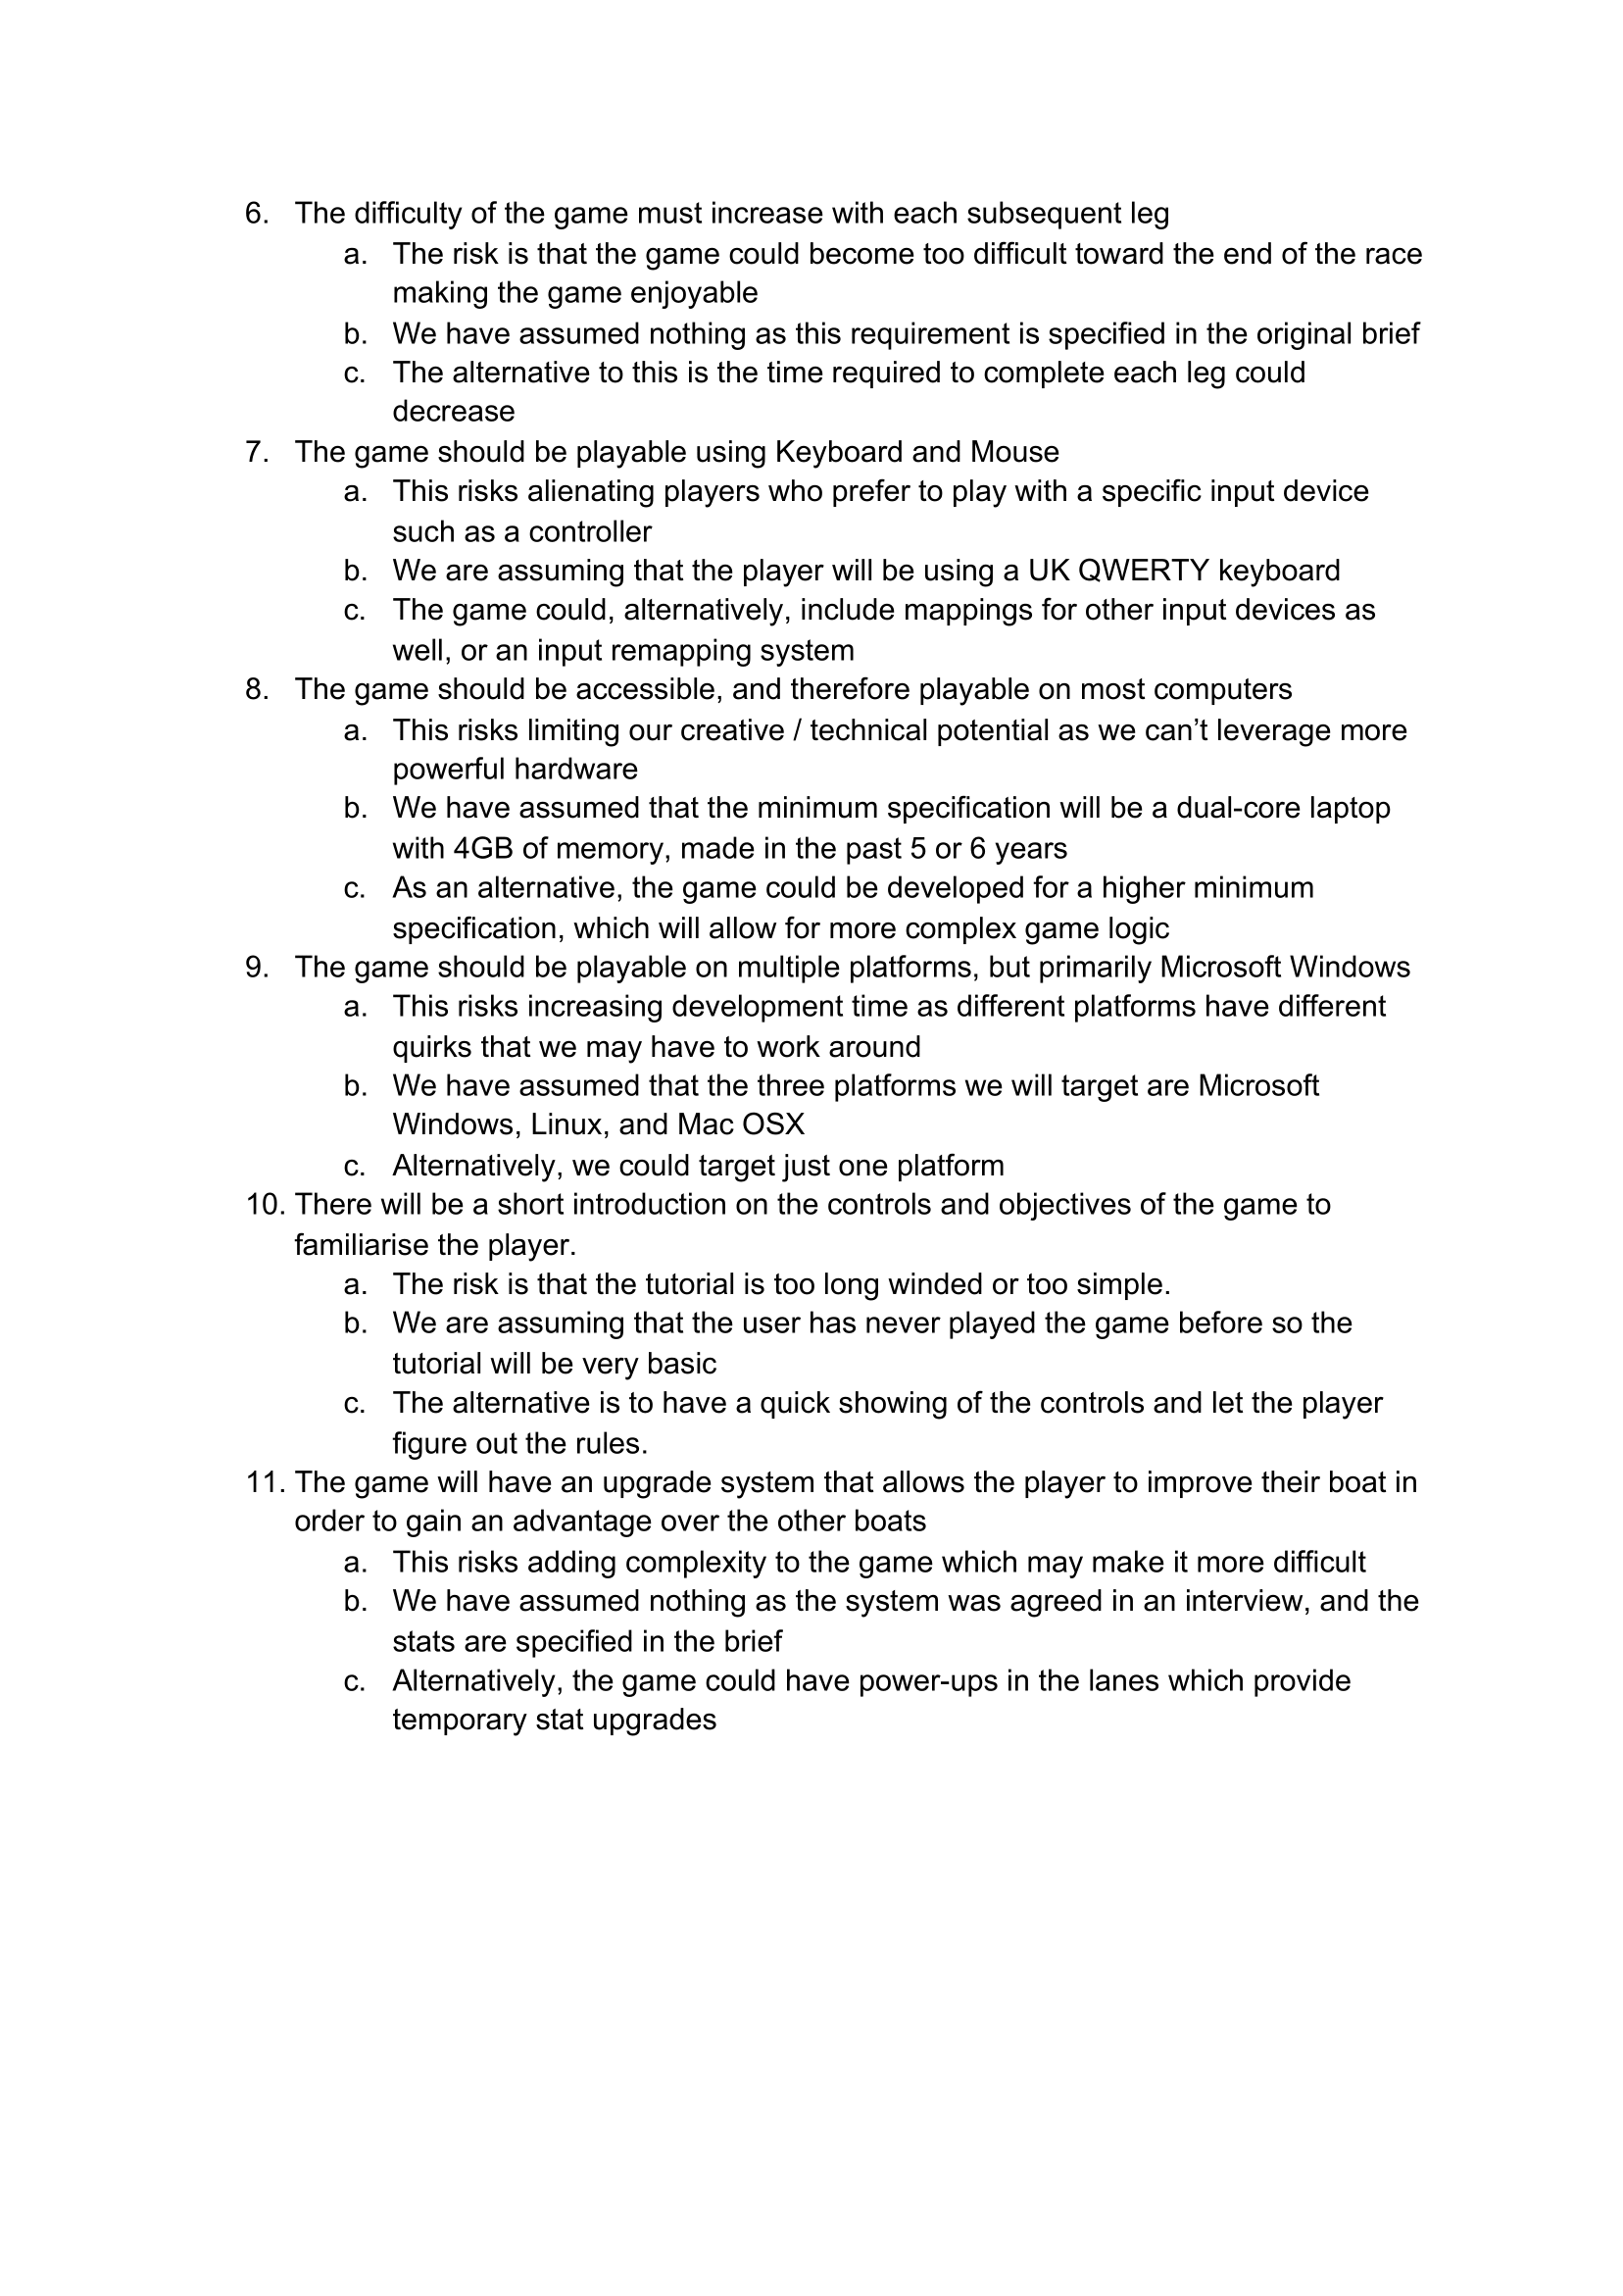 6. The difficulty of the game must increase with each subsequent leg
a. The risk is that the game could become too difficult toward the end of the race
making the game enjoyable
b. We have assumed nothing as this requirement is specified in the original brief
c. The alternative to this is the time required to complete each leg could
decrease
7. The game should be playable using Keyboard and Mouse
a. This risks alienating players who prefer to play with a specific input device
such as a controller
b. We are assuming that the player will be using a UK QWERTY keyboard
c. The game could, alternatively, include mappings for other input devices as
well, or an input remapping system
8. The game should be accessible, and therefore playable on most computers
a. This risks limiting our creative / technical potential as we can’t leverage more
powerful hardware
b. We have assumed that the minimum specification will be a dual-core laptop
with 4GB of memory, made in the past 5 or 6 years
c. As an alternative, the game could be developed for a higher minimum
specification, which will allow for more complex game logic
9. The game should be playable on multiple platforms, but primarily Microsoft Windows
a. This risks increasing development time as different platforms have different
quirks that we may have to work around
b. We have assumed that the three platforms we will target are Microsoft
Windows, Linux, and Mac OSX
c. Alternatively, we could target just one platform
10. There will be a short introduction on the controls and objectives of the game to
familiarise the player.
a. The risk is that the tutorial is too long winded or too simple.
b. We are assuming that the user has never played the game before so the
tutorial will be very basic
c. The alternative is to have a quick showing of the controls and let the player
figure out the rules.
11. The game will have an upgrade system that allows the player to improve their boat in
order to gain an advantage over the other boats
a. This risks adding complexity to the game which may make it more difficult
b. We have assumed nothing as the system was agreed in an interview, and the
stats are specified in the brief
c. Alternatively, the game could have power-ups in the lanes which provide
temporary stat upgrades